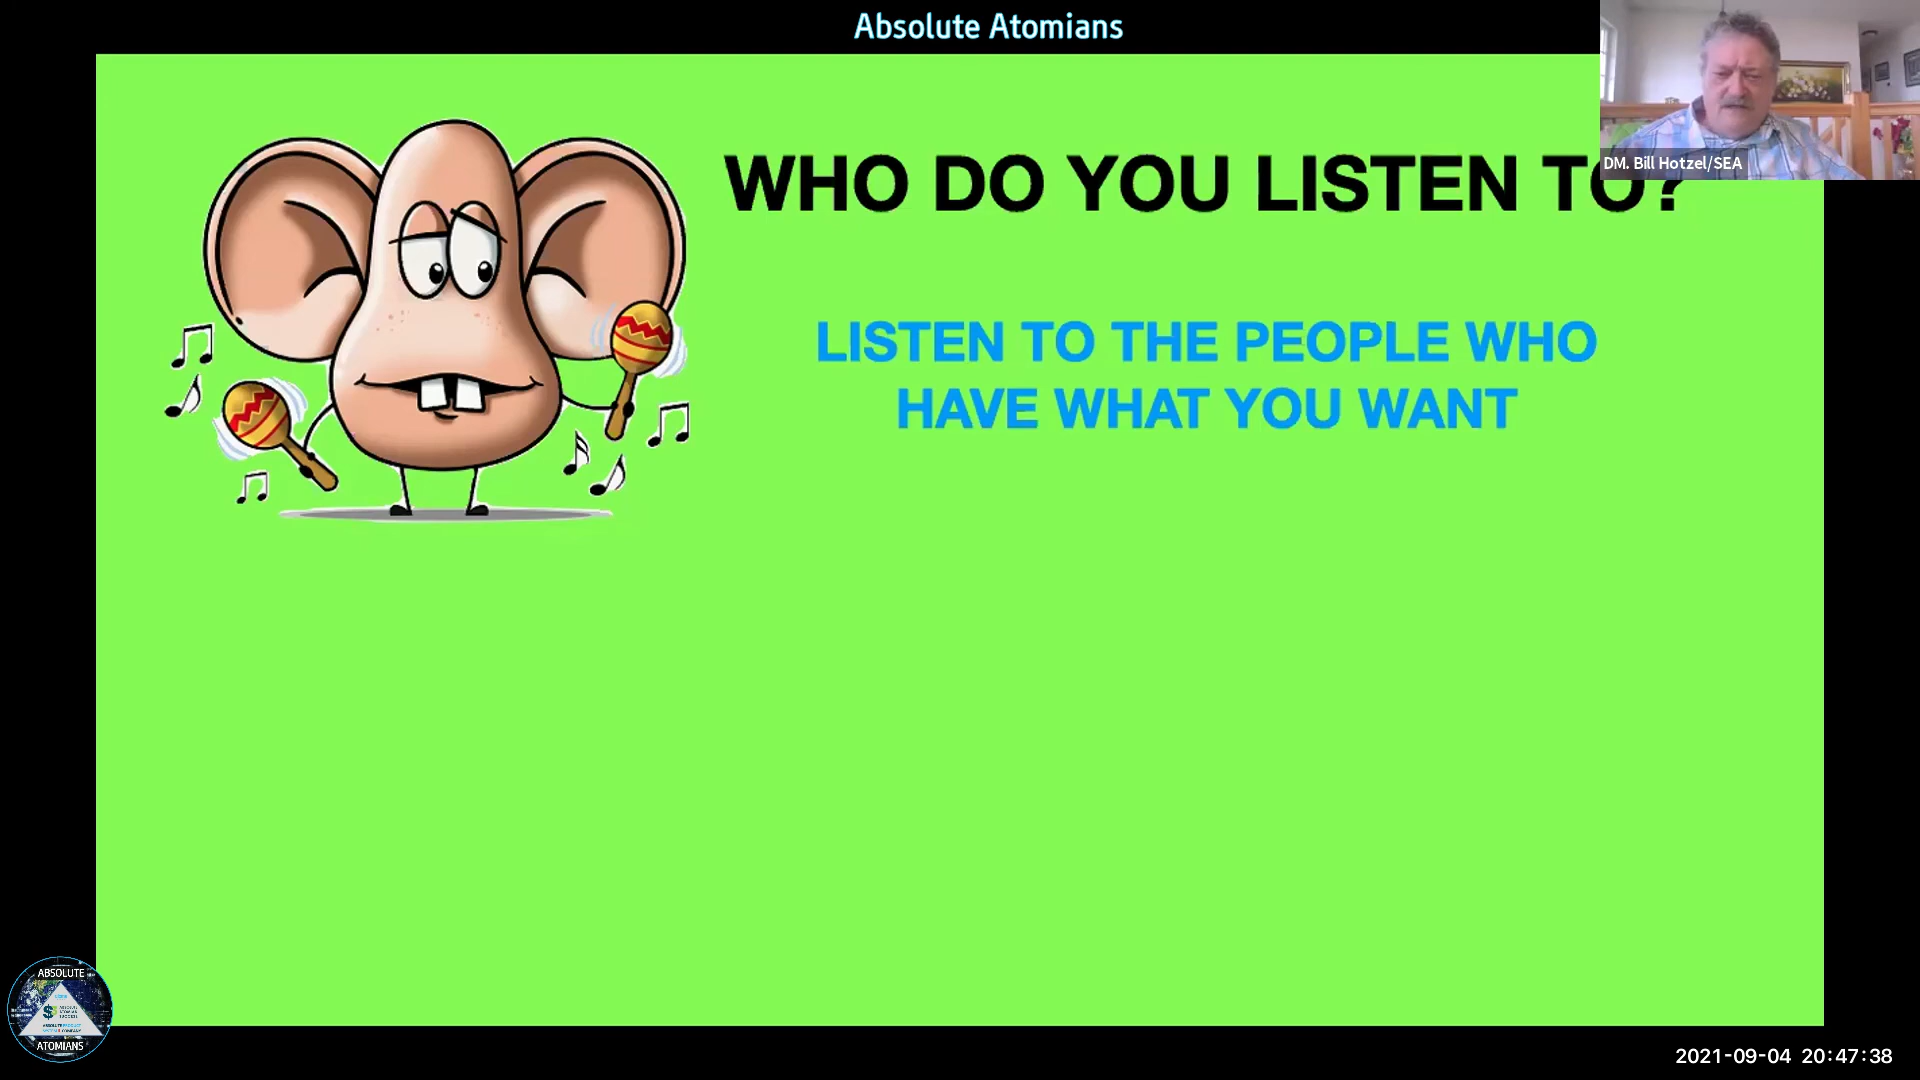 Absolute Atomians
WHO DO YOU LISTEN TO?
DM. Bill Hotzel/SEA
LISTEN TO THE PEOPLE WHO
HAVE WHAT YOU WANT
ABSOLUTE
ATOMIANS
2021-09-04 20:47:38